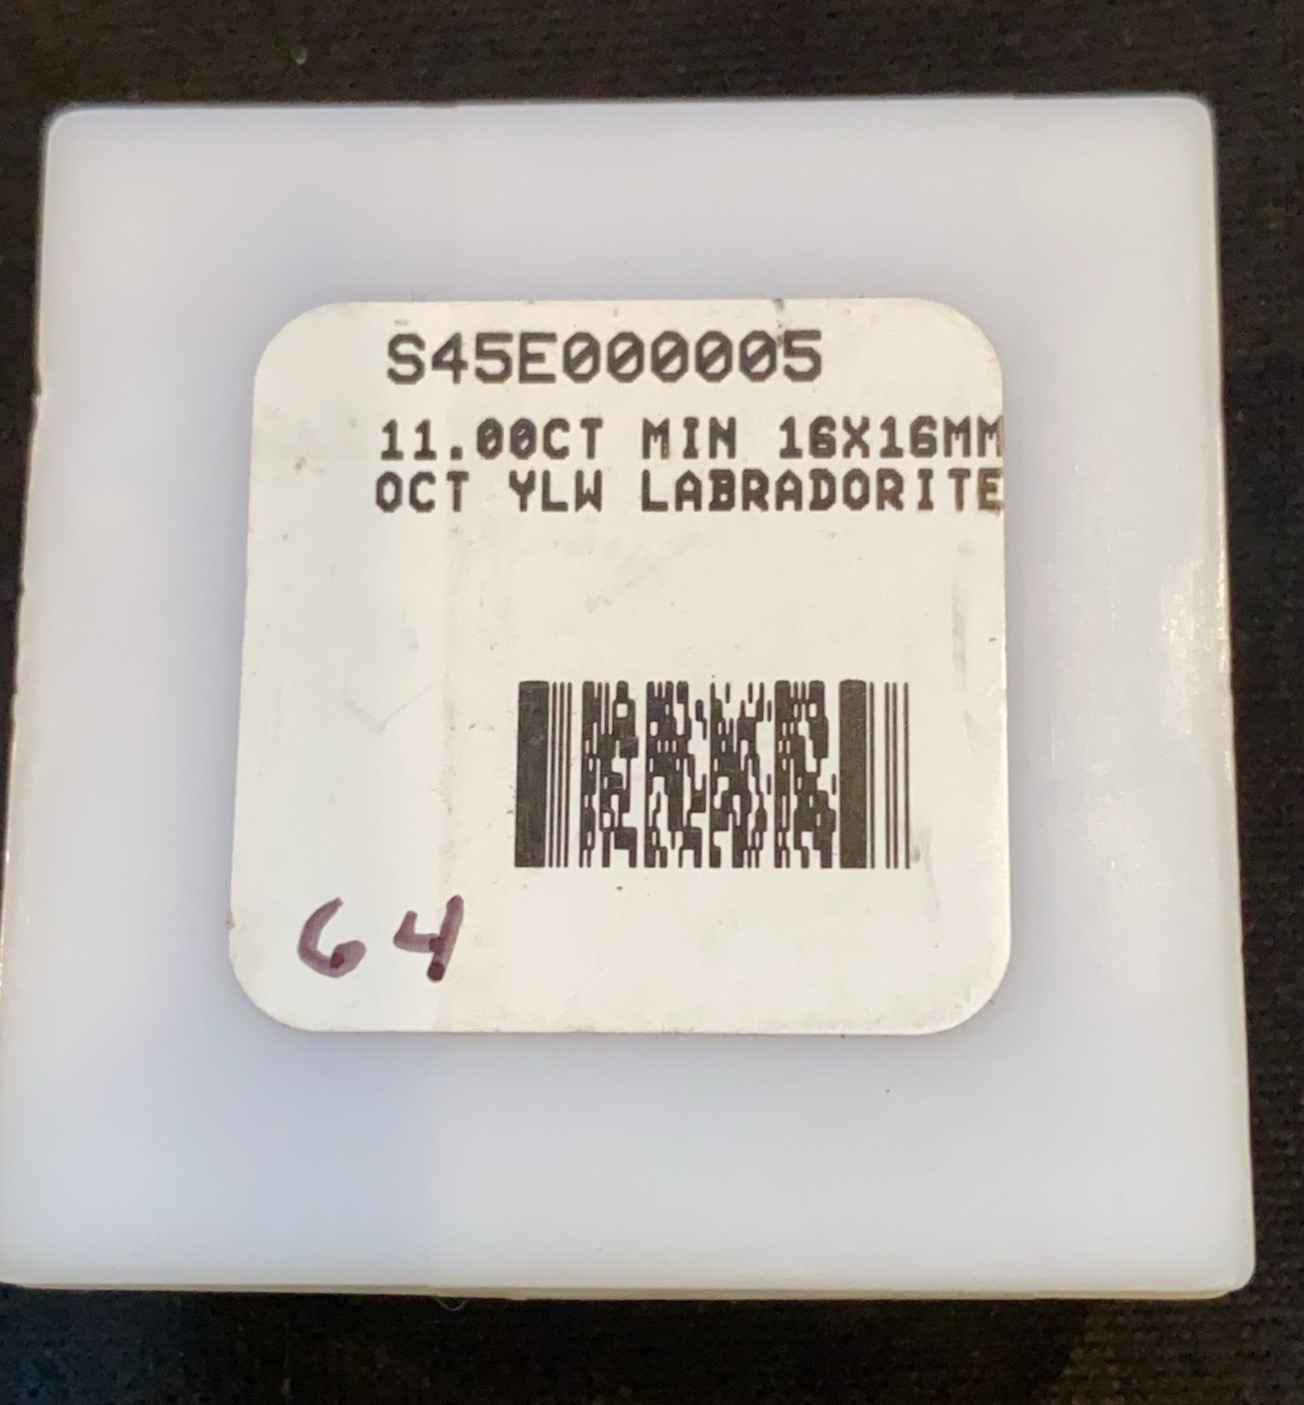 S45E000005
11.00CT MIN 16X16MM
OCT YLW LABRADORITE
64